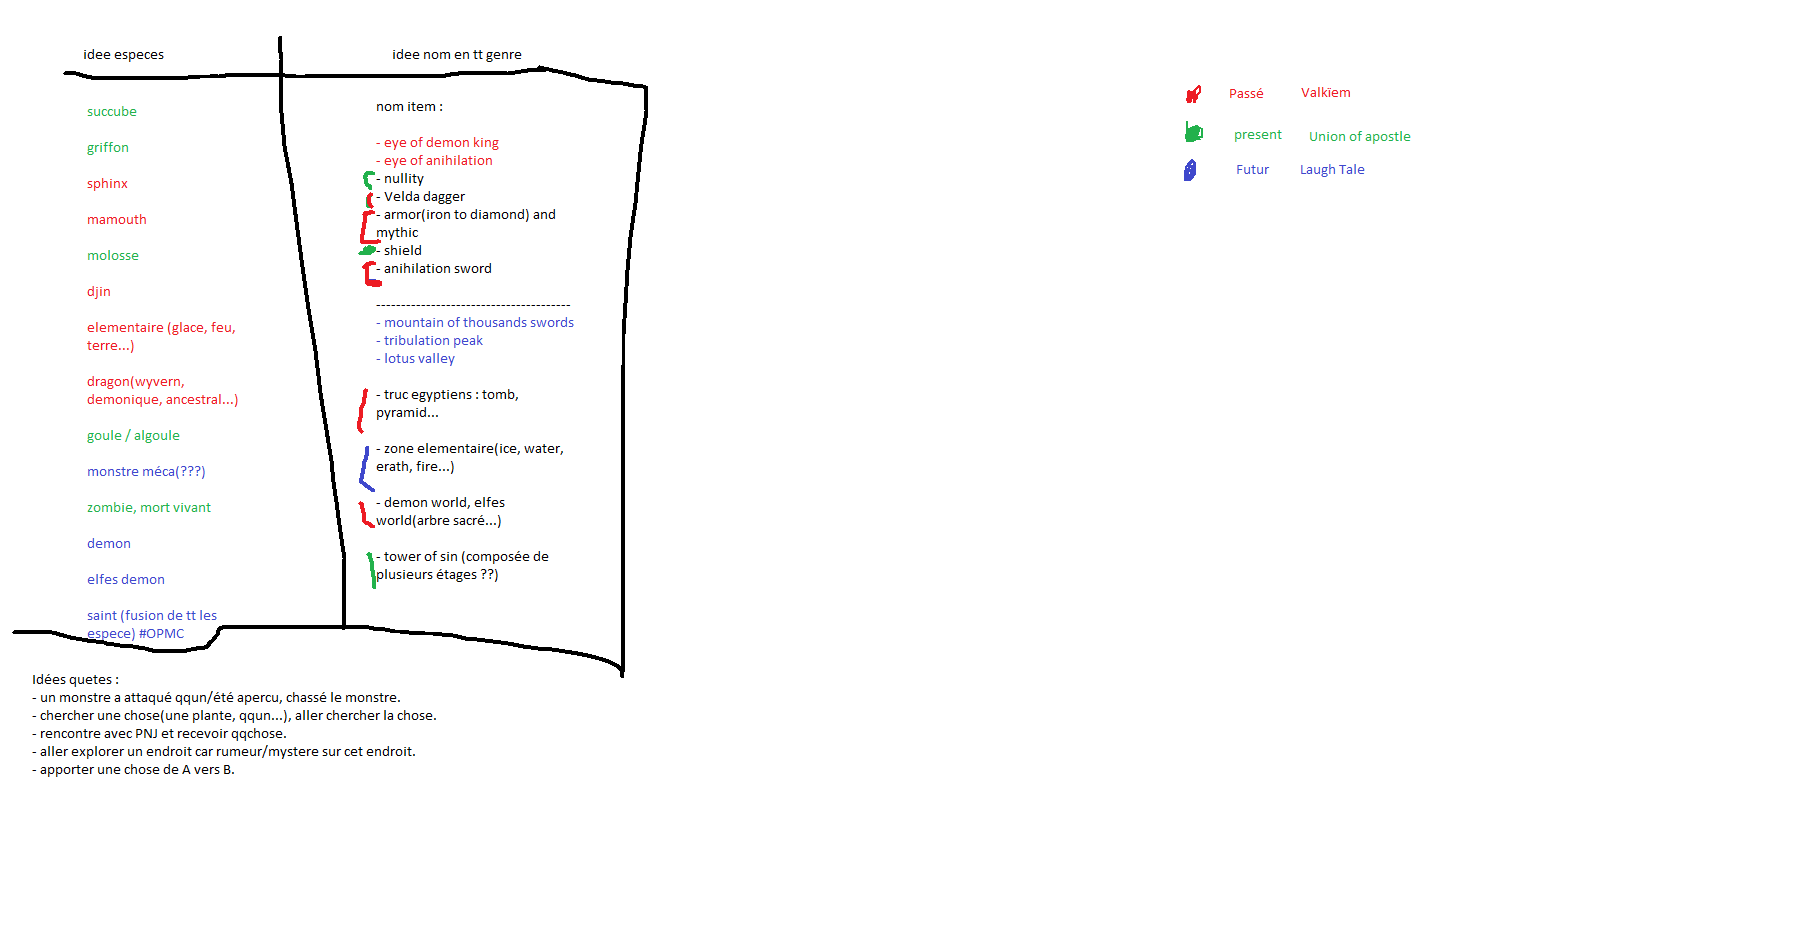 idee especes
succube
griffon
sphinx
mamouth
molosse
djin
elementaire (glace, feu,
terre...)
dragon(wyvern,
demonique, ancestral...)
goule / algoule
monstre méca(???)
zombie, mort vivant
demon
elfes demon
saint (fusion de tt les
espece) #OPMC
idee nom en tt genre
nom item :
- eye of demon king
- eye of anihilation
- nullity
- Velda dagger
- armor(iron to diamond) and
mythic
- shield
- anihilation sword
---------------------------------------
- mountain of thousands swords
- tribulation peak
- lotus valley
- truc egyptiens : tomb,
pyramid...
- zone elementaire(ice, water,
erath, fire...)
- demon world, elfes
world(arbre sacré...)
- tower of sin (composée de
plusieurs étages ??)
Idées quetes :
- un monstre a attaqué qqun/été apercu, chassé le monstre.
- chercher une chose(une plante, qqun...), aller chercher la chose.
- rencontre avec PNJ et recevoir qqchose.
- aller explorer un endroit car rumeur/mystere sur cet endroit.
- apporter une chose de A vers B.
Passé Valkïem
present Union of apostle
Futur Laugh Tale